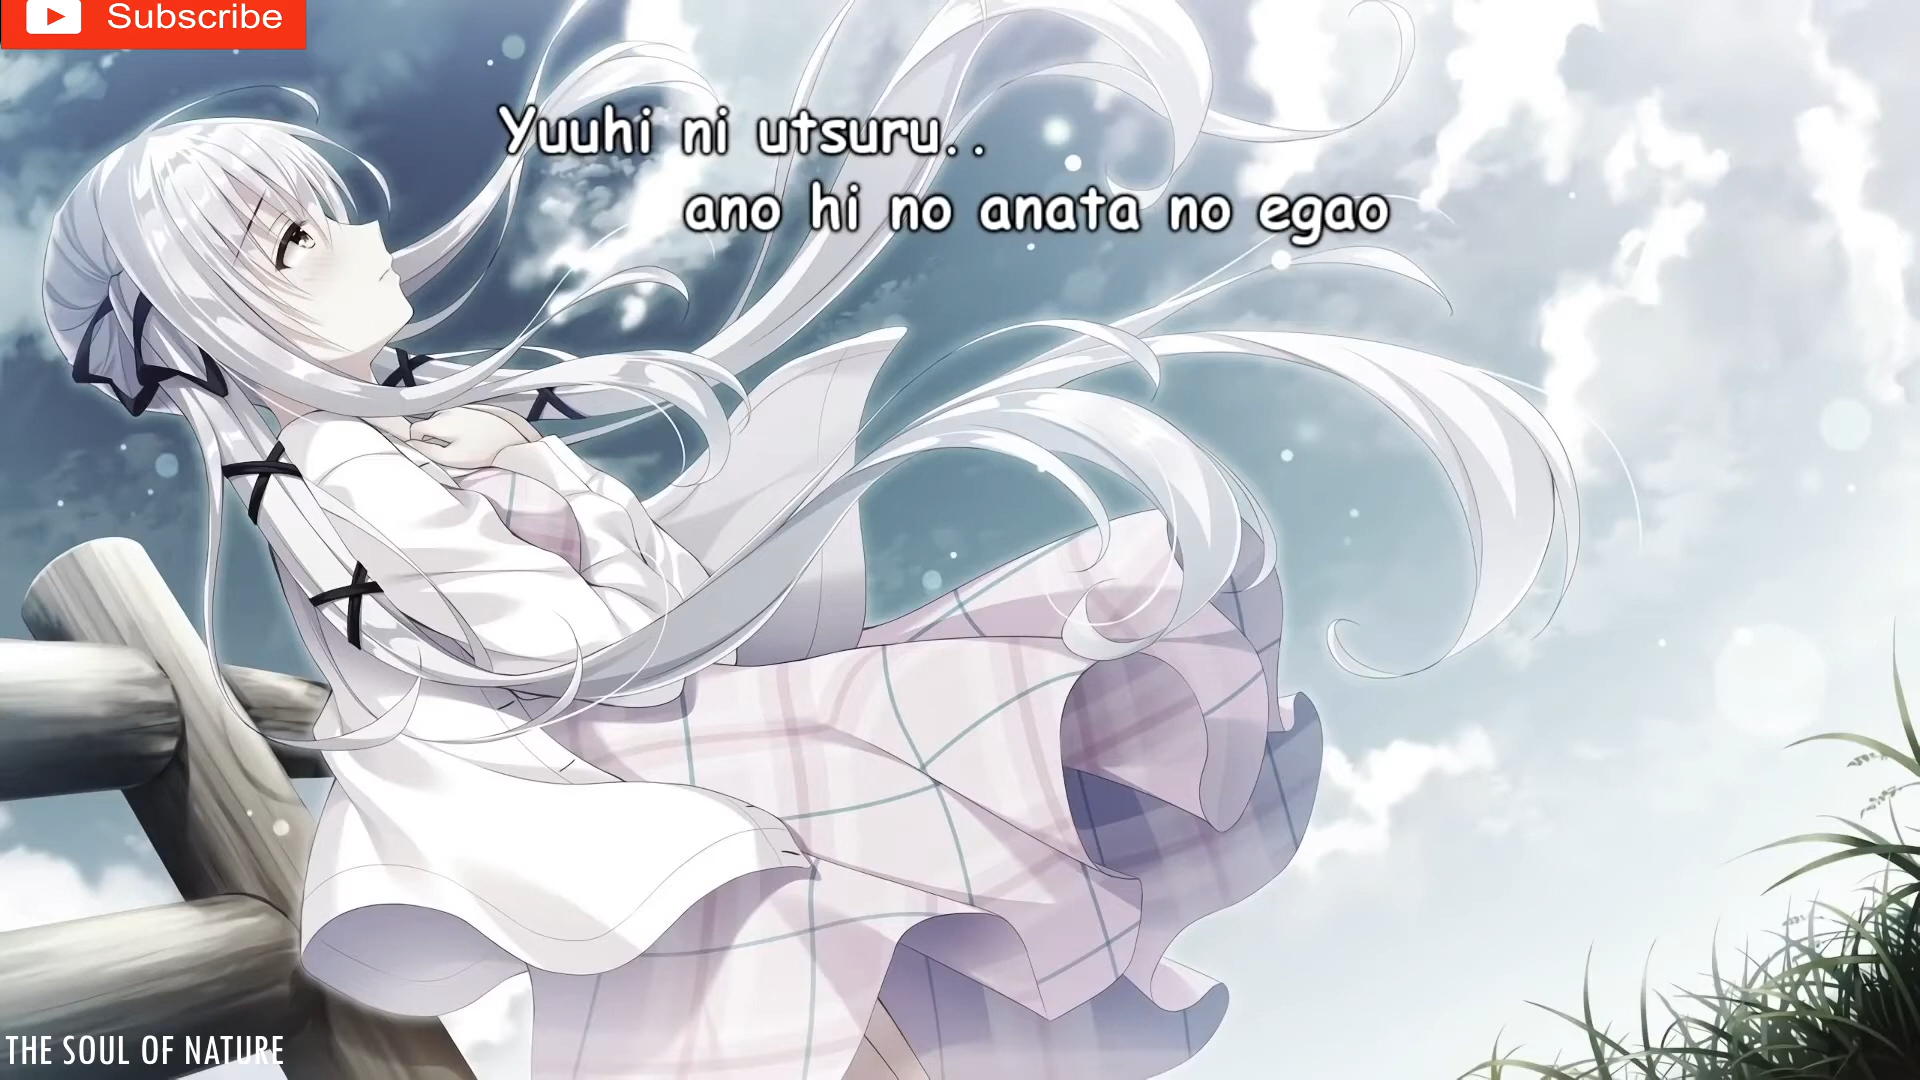 Subscribe
Yuuhi ni utsuru..
ano hi no anata no egao
THE SOUL OF NATURE